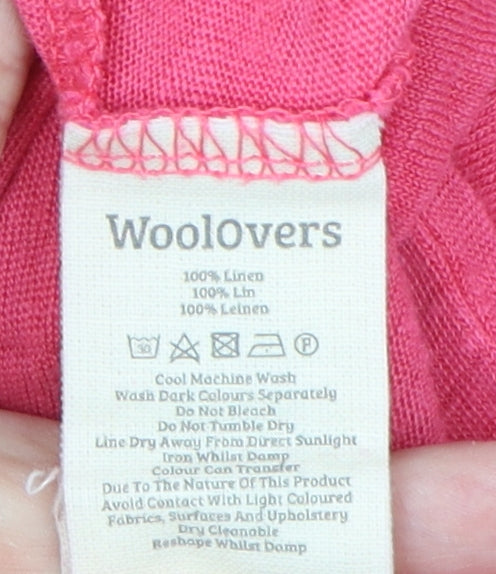 WoolOvers
100% Linen
100% Lin
100% Leinen
30 P
Cool Machine Wash
Wash Dark Colours Separately
Do Not Bleach
Do Not Tumble Dry
Line Dry Away From Direct Sunlight
Iron Whilst Damp
Colour Can Transfer
Due To The Nature Of This Product
Avoid Contact With Light Coloured
Fabrics, Surfaces And Upholstery
Dry Cleanable
Reshape Whilst Damp